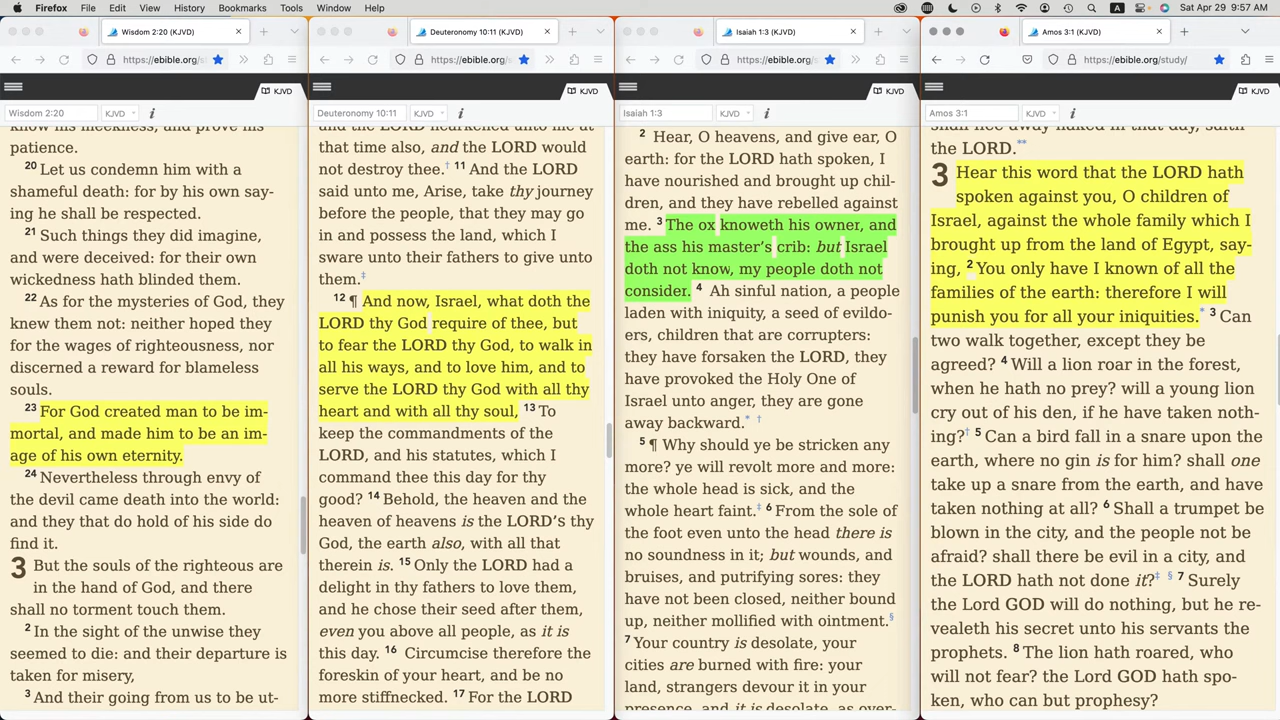 Firefox File Edit View History Bookmarks Tools Window Help A Sat Apr 29 9:57 AM
Wisdom 2:20 (KJVD)
https://ebible.org/s
KJVD
Wisdom 2:20 KJVD i
know his meekness, and prove his
patience.
20 Let us condemn him with a
shameful death: for by his own say-
ing he shall be respected.
21 Such things they did imagine,
and were deceived: for their own
wickedness hath blinded them.
22 As for the mysteries of God, they
knew them not: neither hoped they
for the wages of righteousness, nor
discerned a reward for blameless
souls.
23 For God created man to be im-
mortal, and made him to be an im-
age of his own eternity.
24 Nevertheless through envy of
the devil came death into the world:
and they that do hold of his side do
find it.
3 But the souls of the righteous are
in the hand of God, and there
shall no torment touch them.
2 In the sight of the unwise they
seemed to die: and their departure is
taken for misery,
3 And their going from us to be ut-
Deuteronomy 10:11 (KJVD)
https://ebible.org/s
KJVD
Deuteronomy 10:11 KJVD i
and the LORD hearkened unto me at
that time also, and the LORD would
not destroy thee.† 11 And the LORD
said unto me, Arise, take thy journey
before the people, that they may go
in and possess the land, which I
sware unto their fathers to give unto
them.‡
12 ¶ And now, Israel, what doth the
LORD thy God require of thee, but
to fear the LORD thy God, to walk in
all his ways, and to love him, and to
serve the LORD thy God with all thy
heart and with all thy soul, 13 To
keep the commandments of the
LORD, and his statutes, which I
command thee this day for thy
good? 14 Behold, the heaven and the
heaven of heavens is the LORD'S thy
God, the earth also, with all that
therein is. 15 Only the LORD had a
delight in thy fathers to love them,
and he chose their seed after them,
even you above all people, as it is
this day. 16 Circumcise therefore the
foreskin of your heart, and be no
more stiffnecked. 17 For the LORD
Isaiah 1:3 (KJVD)
https://ebible.org/s
KJVD
Isaiah 1:3 KJVD i
2 Hear, O heavens, and give ear, O
earth: for the LORD hath spoken, I
have nourished and brought up chil-
dren, and they have rebelled against
me. 3 The ox knoweth his owner, and
the ass his master's crib: but Israel
doth not know, my people doth not
consider. 4 Ah sinful nation, a people
laden with iniquity, a seed of evildo-
ers, children that are corrupters:
they have forsaken the LORD, they
have provoked the Holy One of
Israel unto anger, they are gone
away backward.* †
5 ¶ Why should ye be stricken any
more? ye will revolt more and more:
the whole head is sick, and the
whole heart faint.‡ 6 From the sole of
the foot even unto the head there is
no soundness in it; but wounds, and
bruises, and putrifying sores: they
have not been closed, neither bound
up, neither mollified with ointment.§
7 Your country is desolate, your
cities are burned with fire: your
land, strangers devour it in your
presence, and it is desolate, as over-
Amos 3:1 (KJVD)
https://ebible.org/study/
KJVD
Amos 3:1 KJVD i
shall flee away naked in that day, saith
the LORD.**
3 Hear this word that the LORD hath
spoken against you, O children of
Israel, against the whole family which I
brought up from the land of Egypt, say-
ing, 2 You only have I known of all the
families of the earth: therefore I will
punish you for all your iniquities.* 3 Can
two walk together, except they be
agreed? 4 Will a lion roar in the forest,
when he hath no prey? will a young lion
cry out of his den, if he have taken noth-
ing?† 5 Can a bird fall in a snare upon the
earth, where no gin is for him? shall one
take up a snare from the earth, and have
taken nothing at all? 6 Shall a trumpet be
blown in the city, and the people not be
afraid? shall there be evil in a city, and
the LORD hath not done it?‡ § 7 Surely
the Lord GOD will do nothing, but he re-
vealeth his secret unto his servants the
prophets. 8 The lion hath roared, who
will not fear? the Lord GOD hath spo-
ken, who can but prophesy?